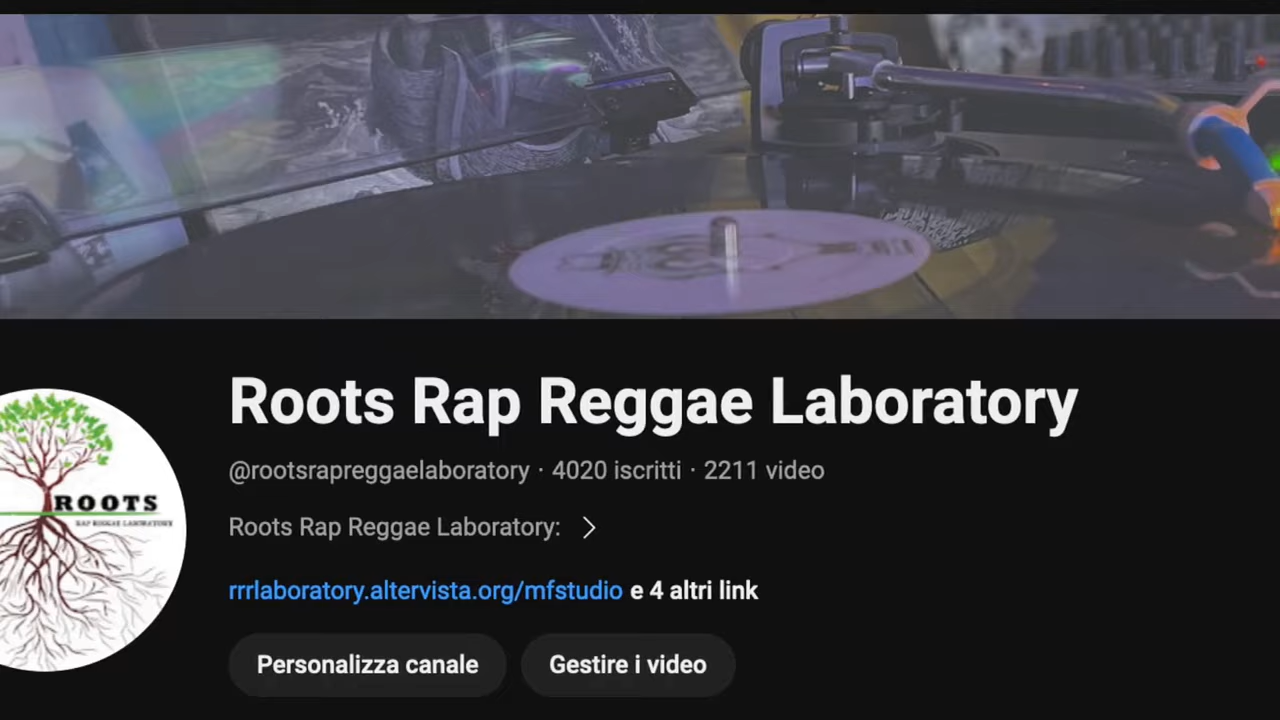 Roots Rap Reggae Laboratory
@rootsrapreggaelaboratory · 4020 iscritti · 2211 video
ROOTS
RAP REGGAE LABORATORY
Roots Rap Reggae Laboratory:
rrrlaboratory.altervista.org/mfstudio e 4 altri link
Personalizza canale
Gestire i video